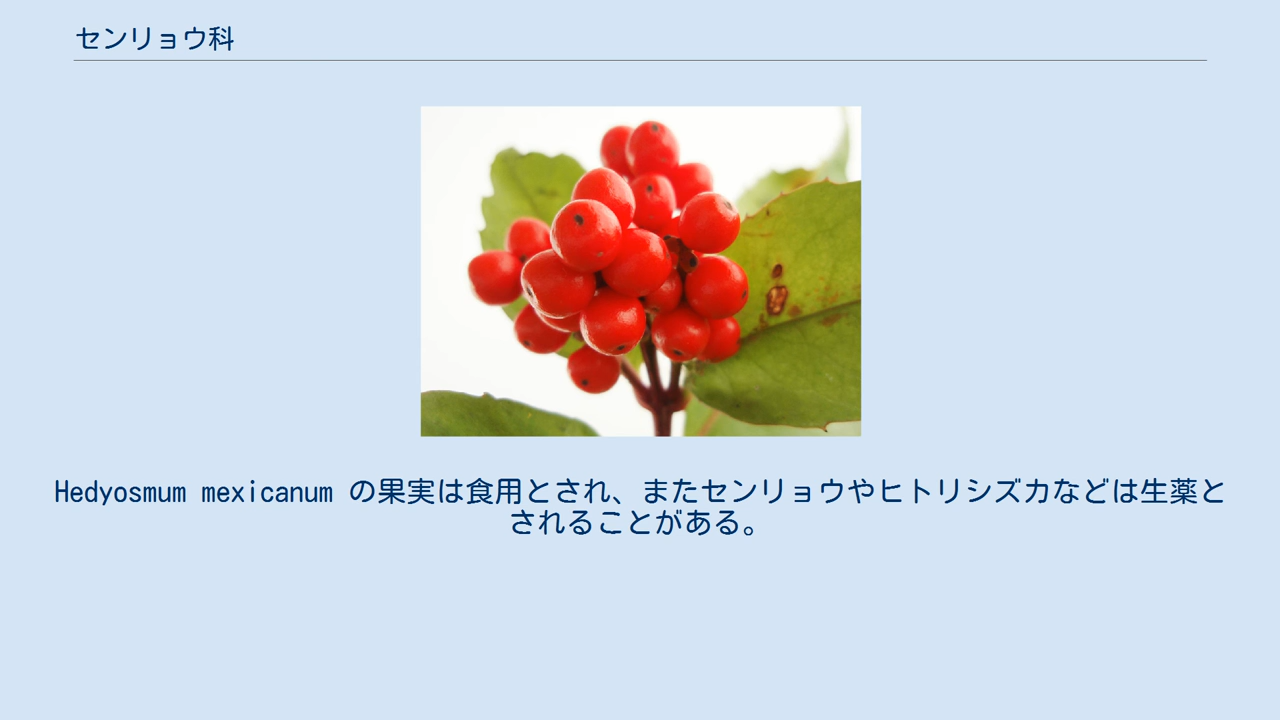 センリョウ科
Hedyosmum mexicanum の果実は食用とされ、またセンリョウやヒトリシズカなどは生薬と
されることがある。